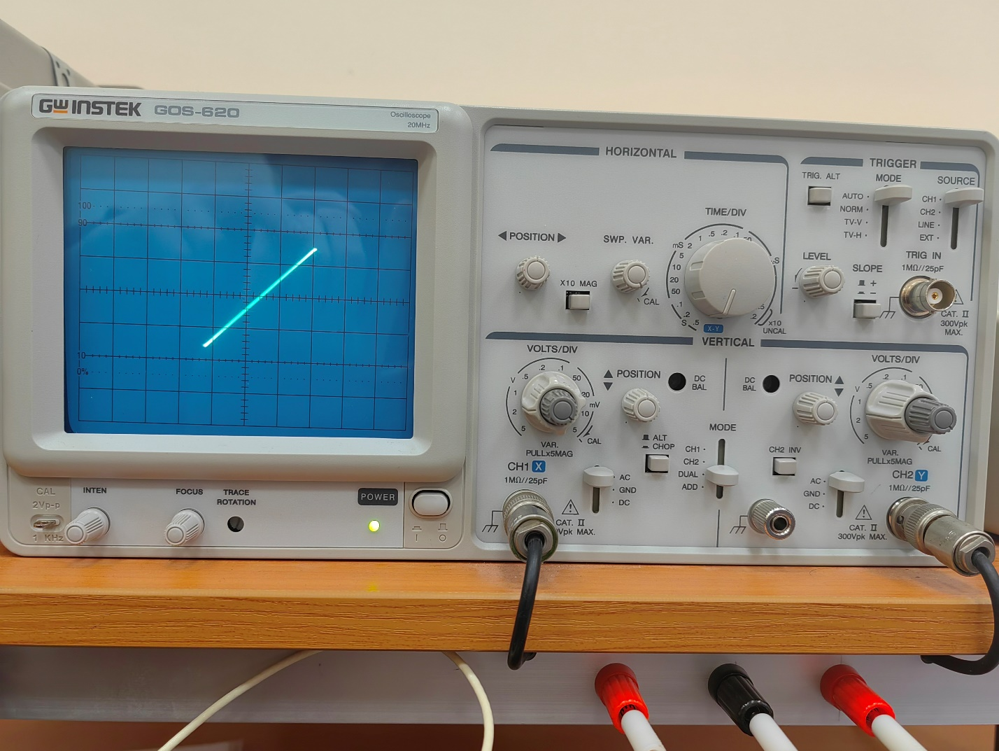 GW INSTEK GOS-620
Oscilloscope
20MHz
100
90
10
0%
CAL
2Vp-p
1 KHz
INTEN
FOCUS
TRACE
ROTATION
POWER
I O
HORIZONTAL
◀ POSITION ▶
SWP. VAR.
X10 MAG
CAL
TIME/DIV
mS
.5 .2 .1
1
2
5
10
20
50
.1
.2
S .5
X-Y
.5
x10
UNCAL
TRIGGER
TRIG. ALT
MODE
AUTO
NORM
TV-V
TV-H
SOURCE
CH1
CH2
LINE
EXT
LEVEL
SLOPE
+
−
TRIG IN
1MΩ//25pF
CAT. II
300Vpk
MAX.
VERTICAL
VOLTS/DIV
V
.5 .2 .1
50
20
mV
10
1
2
5
5
CAL
VAR.
PULLx5MAG
CH1 X
1MΩ//25pF
▲ POSITION
▼
DC
BAL
ALT
CHOP
AC
GND
DC
CAT. II
Vpk MAX.
MODE
CH1
CH2
DUAL
ADD
DC
BAL
POSITION ▲
▼
CH2 INV
VOLTS/DIV
V
.5 .2 .1
1
2
5
CAL
VAR.
PULLx5MAG
CH2 Y
1MΩ//25pF
AC
GND
DC
CAT. II
300Vpk MAX.